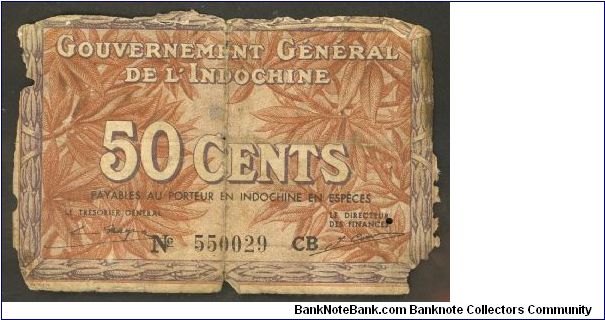 GOUVERNEMENT GÉNÉRAL
DE L'INDOCHINE
50 CENTS
PAYABLES AU PORTEUR EN INDOCHINE EN ESPÈCES
LE TRÉSORIER GÉNÉRAL
LE DIRECTEUR
DES FINANCES
Nº 550029 CB
BankNoteBank.com Banknote Collectors Community